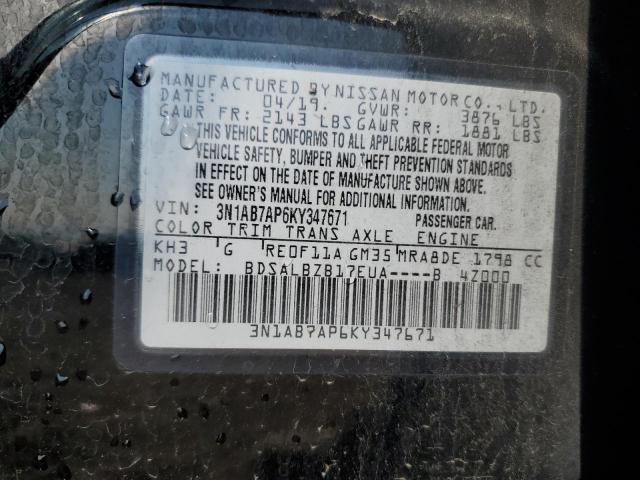 MANUFACTURED BY NISSAN MOTOR CO., LTD.
DATE: 04/19 GVWR: 3876 LBS
GAWR FR: 2143 LBS GAWR RR: 1881 LBS
THIS VEHICLE CONFORMS TO ALL APPLICABLE FEDERAL MOTOR
VEHICLE SAFETY, BUMPER AND THEFT PREVENTION STANDARDS
IN EFFECT ON THE DATE OF MANUFACTURE SHOWN ABOVE.
SEE OWNER'S MANUAL FOR ADDITIONAL INFORMATION.
VIN: 3N1AB7AP6KY347671 PASSENGER CAR.
COLOR TRIM TRANS AXLE ENGINE
KH3 G RE0F11A GM35 MRA8DE 1798 CC
MODEL: BDSALBZB17EUA----B 4Z000
3N1AB7AP6KY347671